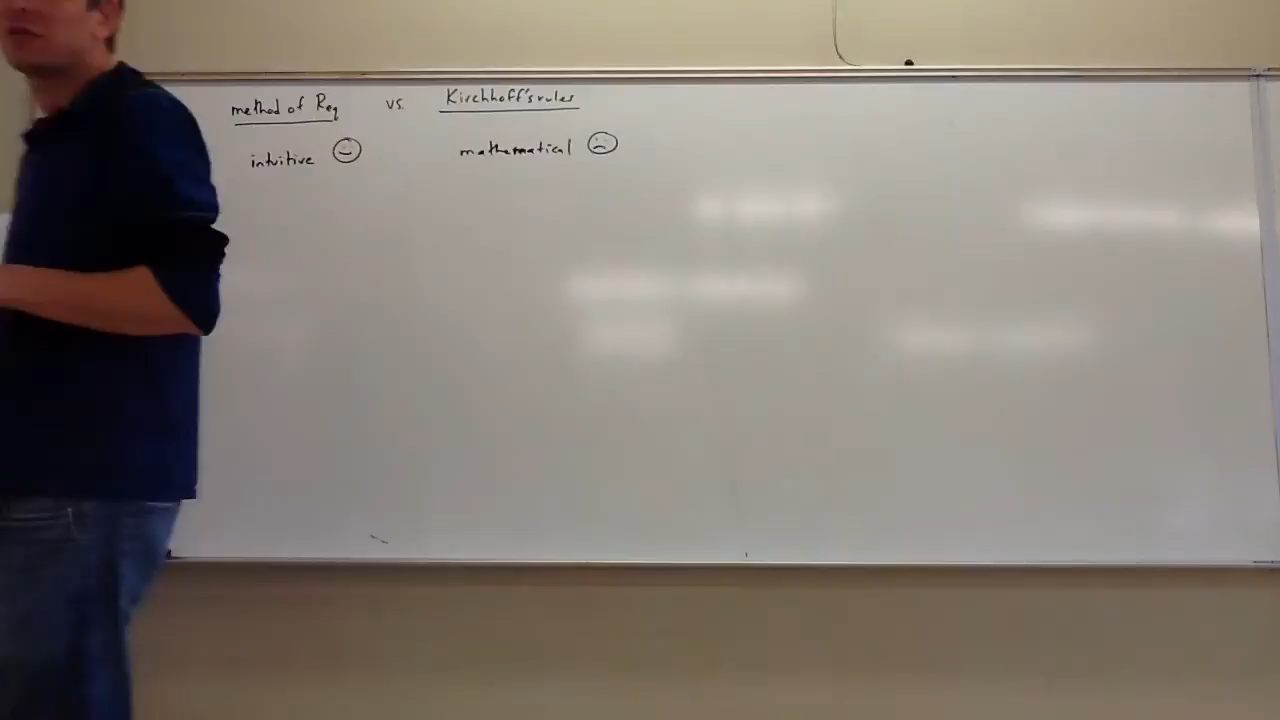 method of Req vs. Kirchhoff's rules
intuitive mathematical